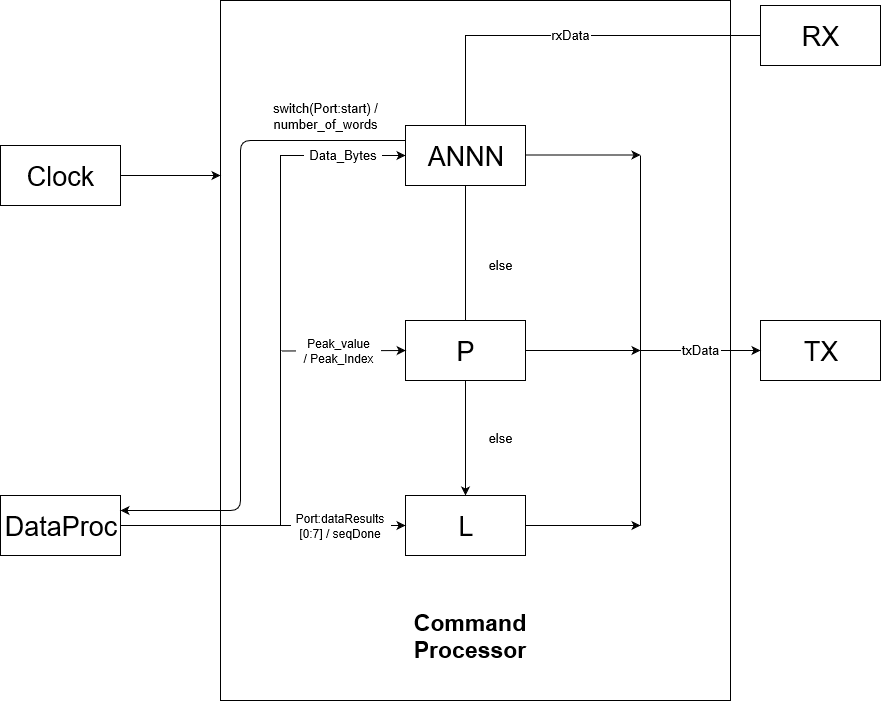 RX
rxData
switch(Port:start) /
number_of_words
Data_Bytes
ANNN
Clock
else
Peak_value
/ Peak_Index
P
txData
TX
else
DataProc
Port:dataResults
[0:7] / seqDone
L
Command
Processor